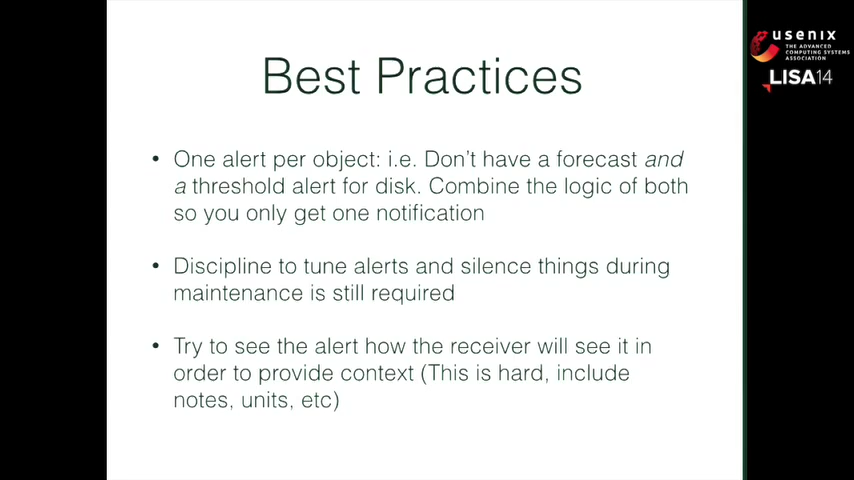 Best Practices
• One alert per object: i.e. Don't have a forecast and
a threshold alert for disk. Combine the logic of both
so you only get one notification
• Discipline to tune alerts and silence things during
maintenance is still required
• Try to see the alert how the receiver will see it in
order to provide context (This is hard, include
notes, units, etc)
usenix
THE ADVANCED
COMPUTING SYSTEMS
ASSOCIATION
LISA14